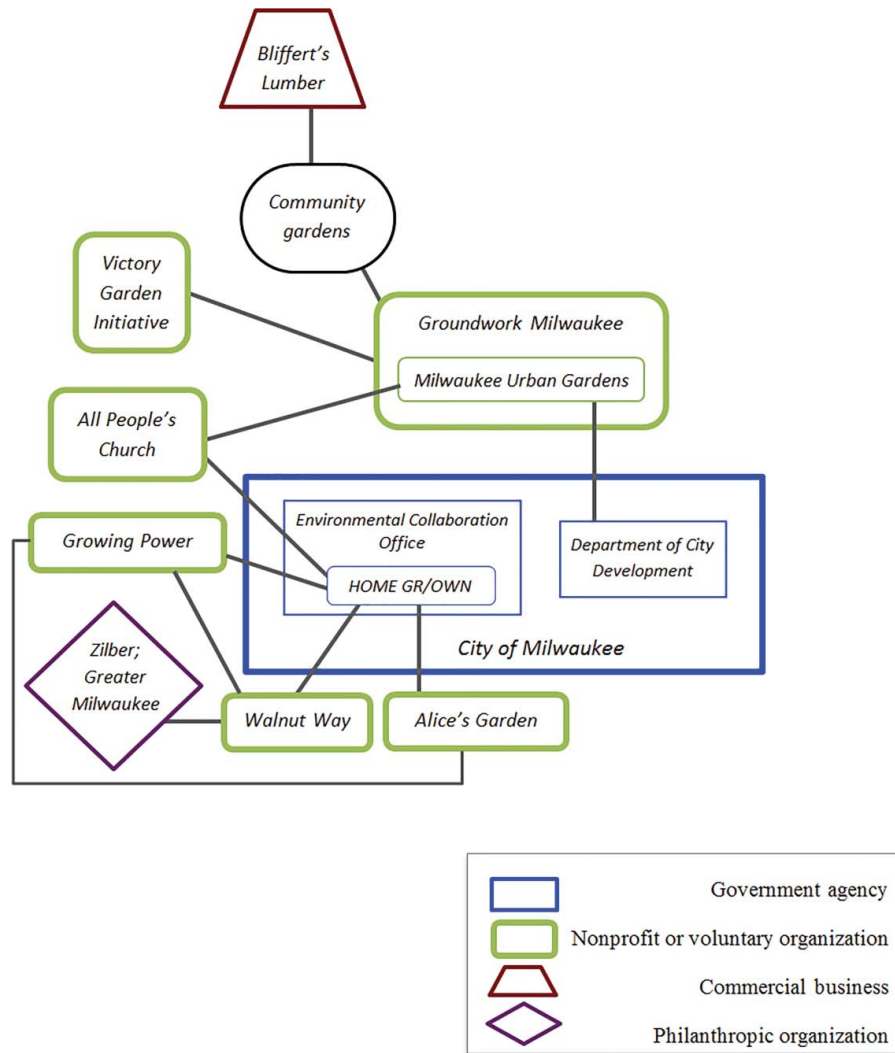 Bliffert's
Lumber
Community
gardens
Victory
Garden
Initiative
Groundwork Milwaukee
Milwaukee Urban Gardens
All People's
Church
Environmental Collaboration
Office
HOME GR/OWN
Department of City
Development
City of Milwaukee
Growing Power
Zilber;
Greater
Milwaukee
Walnut Way
Alice's Garden
Government agency
Nonprofit or voluntary organization
Commercial business
Philanthropic organization